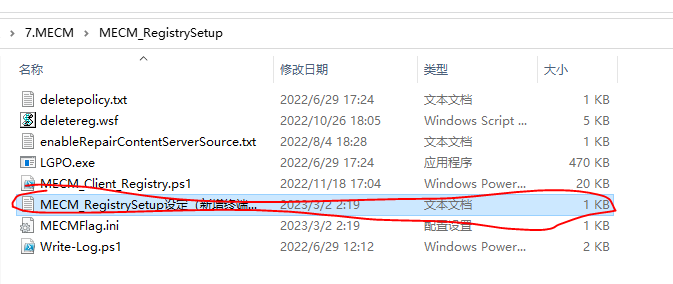 7.MECM > MECM_RegistrySetup
名称 修改日期 类型 大小
deletepolicy.txt 2022/6/29 17:24 文本文档 1 KB
deletereg.wsf 2022/10/26 18:05 Windows Script ... 5 KB
enableRepairContentServerSource.txt 2022/8/4 18:28 文本文档 1 KB
LGPO.exe 2022/6/29 17:24 应用程序 470 KB
MECM_Client_Registry.ps1 2022/11/18 17:04 Windows Power... 20 KB
MECM_RegistrySetup设定（新增终端... 2023/3/2 2:19 文本文档 1 KB
MECMFlag.ini 2023/3/2 2:19 配置设置 1 KB
Write-Log.ps1 2022/6/29 12:12 Windows Power... 2 KB